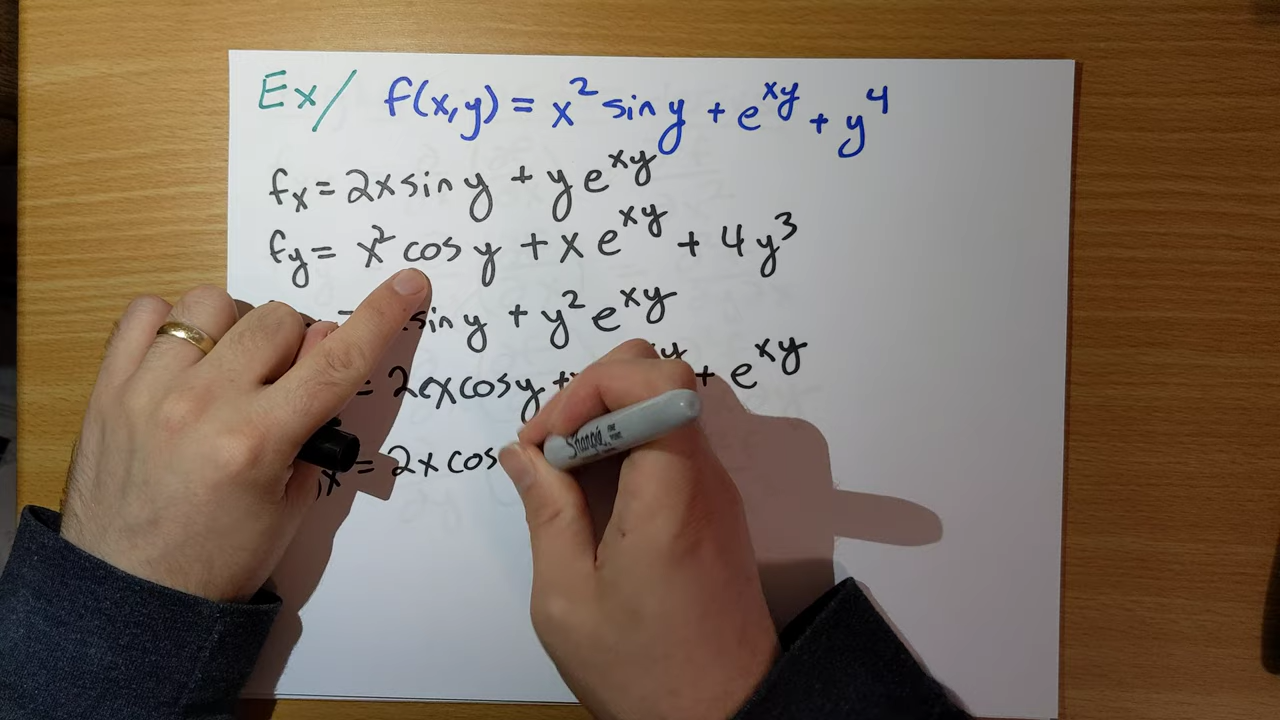 Ex/ f(x,y) = x² sin y + e^xy + y⁴
fx = 2x sin y + y e^xy
fy = x² cos y + x e^xy + 4y³
sin y + y² e^xy
= 2x cos y + + e^xy
= 2x cos
Sharpie